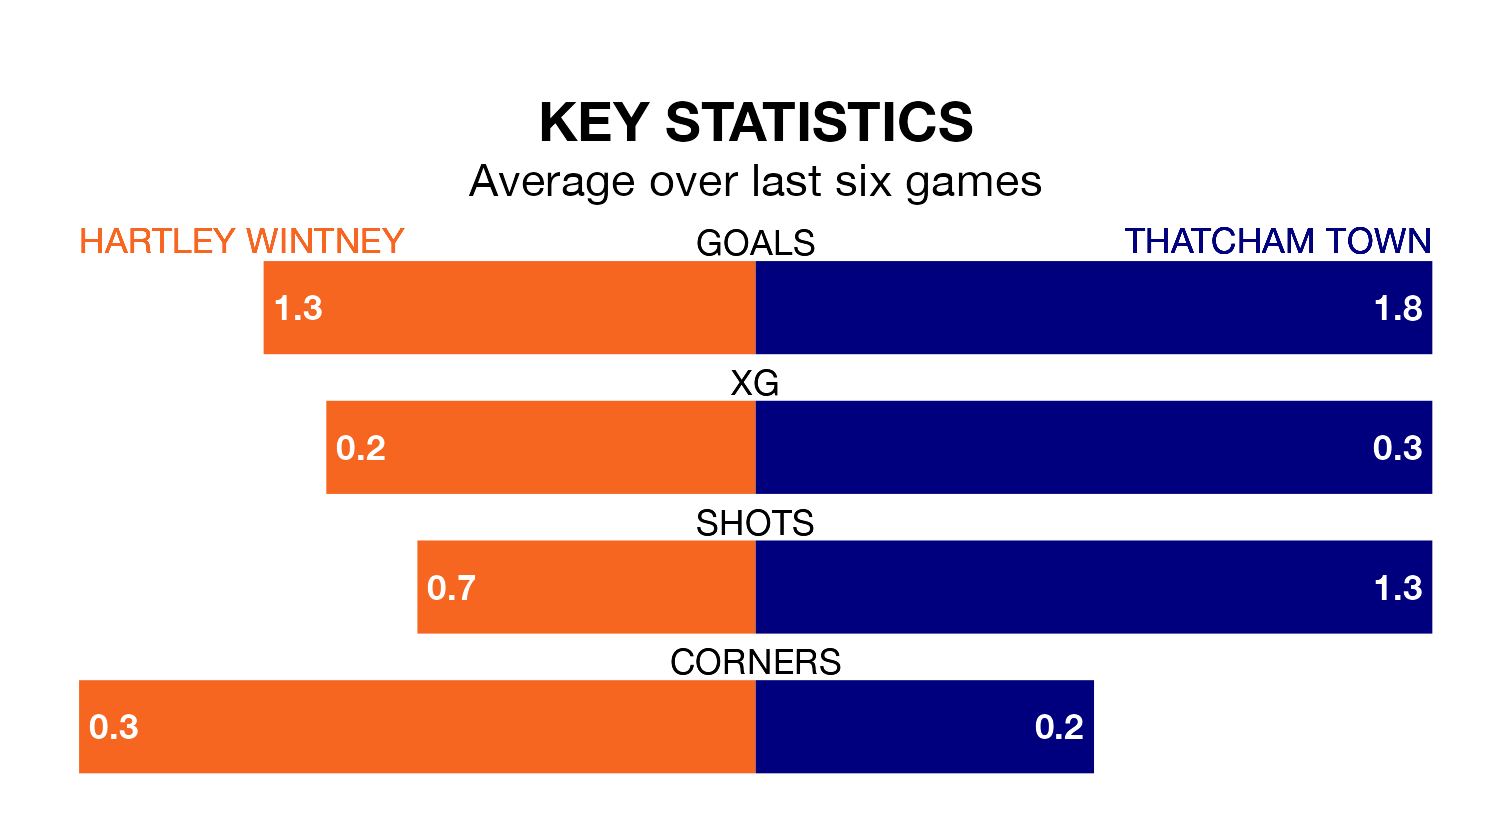 KEY STATISTICS
Average over last six games
HARTLEY WINTNEY GOALS THATCHAM TOWN
1.3 1.8
XG
0.2 0.3
SHOTS
0.7 1.3
CORNERS
0.3 0.2